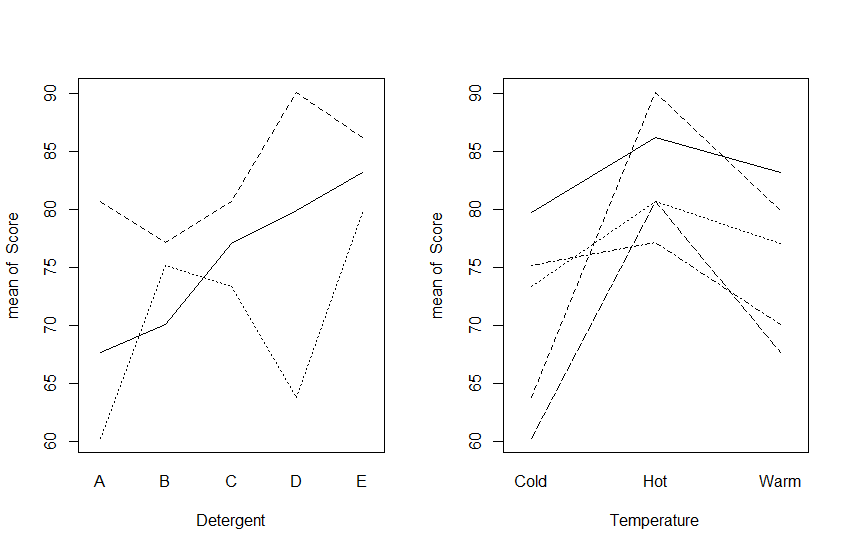 mean of Score
90
85
80
75
70
65
60
A B C D E
Detergent
mean of Score
90
85
80
75
70
65
60
Cold Hot Warm
Temperature